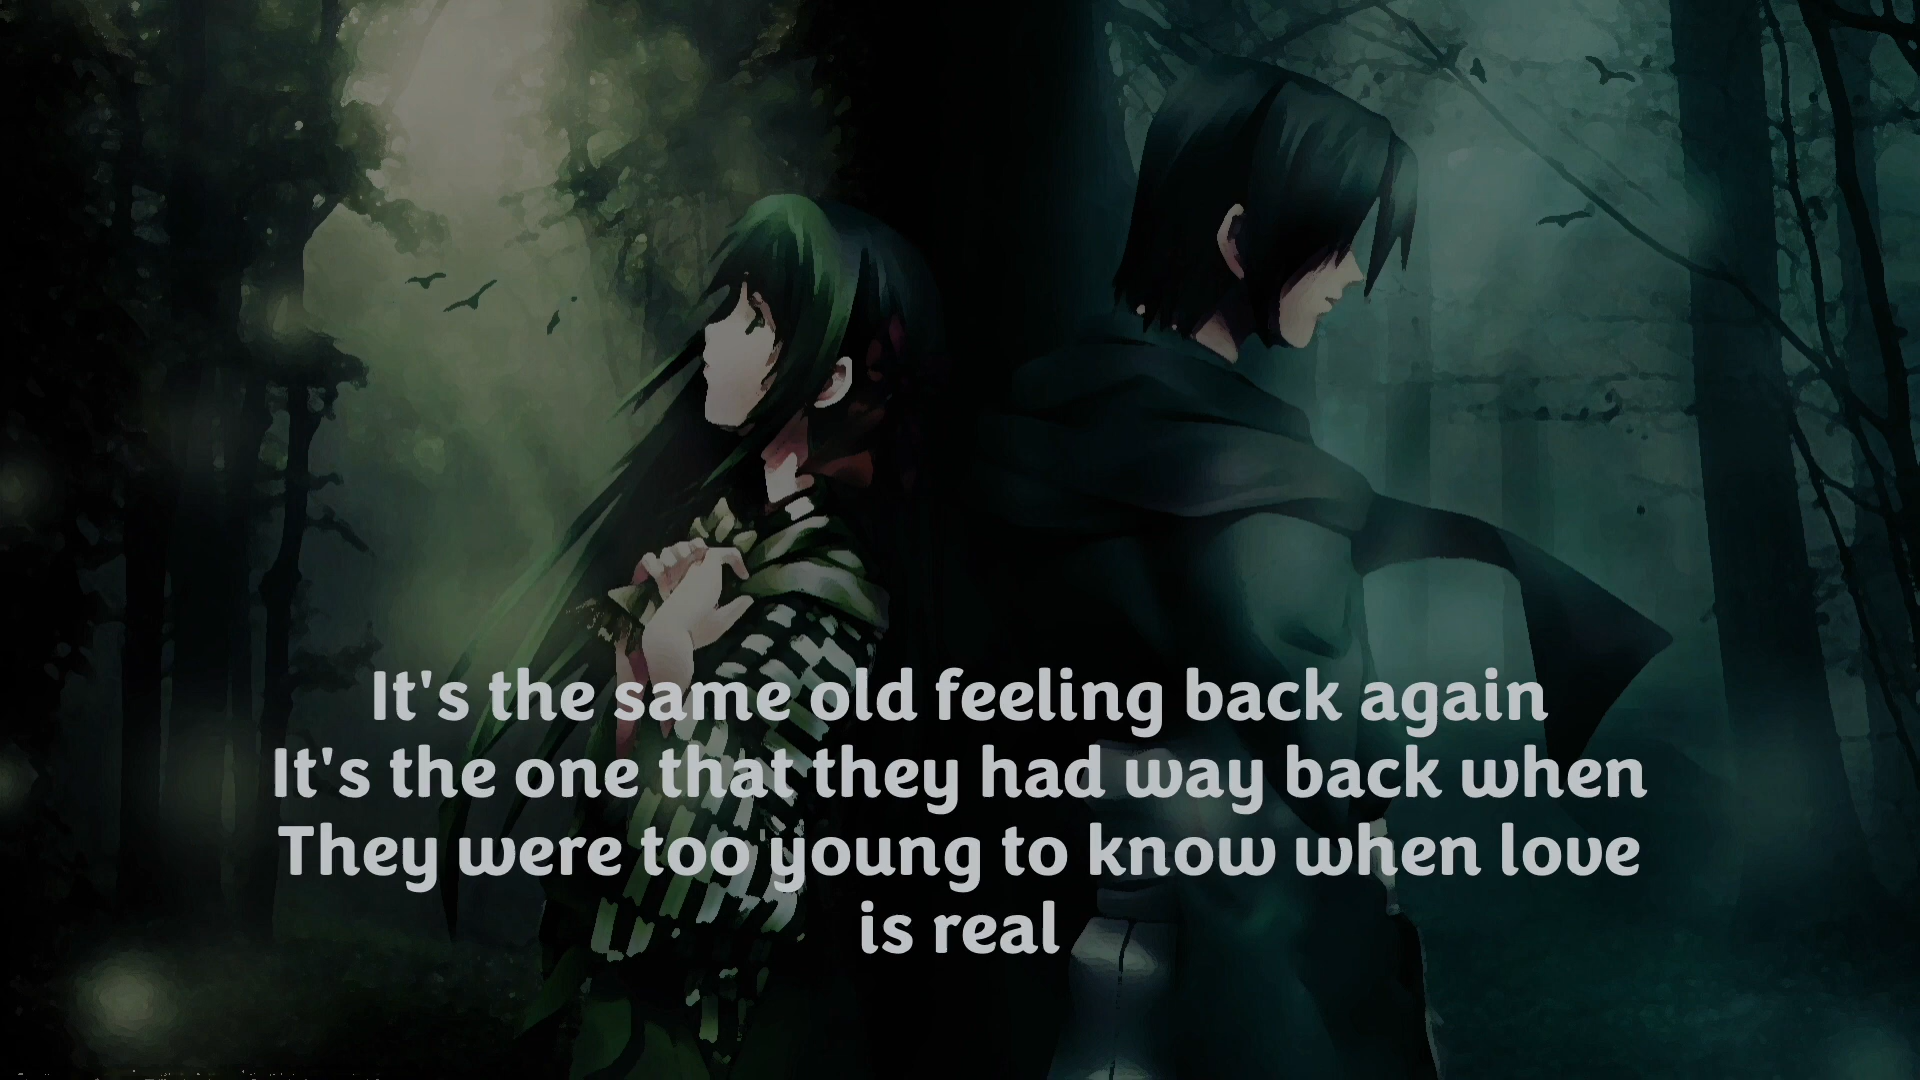 It's the same old feeling back again
It's the one that they had way back when
They were too young to know when love
is real